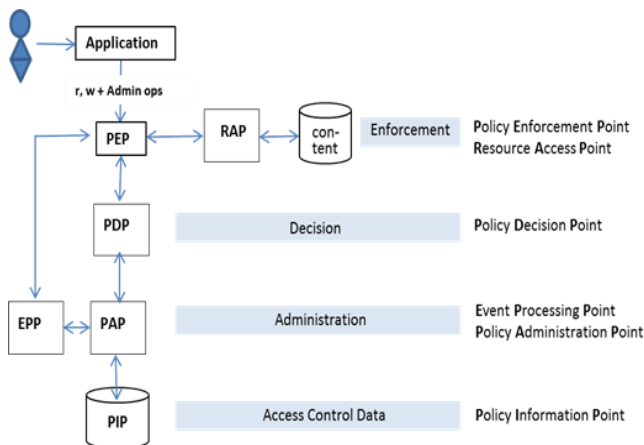 Application
r, w + Admin ops
PEP
RAP
con-
tent
Enforcement
Policy Enforcement Point
Resource Access Point
PDP
Decision
Policy Decision Point
EPP
PAP
Administration
Event Processing Point
Policy Administration Point
PIP
Access Control Data
Policy Information Point